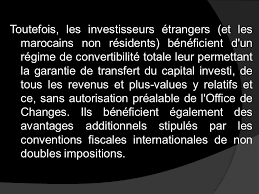 Toutefois, les investisseurs étrangers (et les
marocains non résidents) bénéficient d'un
régime de convertibilité totale leur permettant
la garantie de transfert du capital investi, de
tous les revenus et plus-values y relatifs et
ce, sans autorisation préalable de l'Office de
Changes. Ils bénéficient également des
avantages additionnels stipulés par les
conventions fiscales internationales de non
doubles impositions.